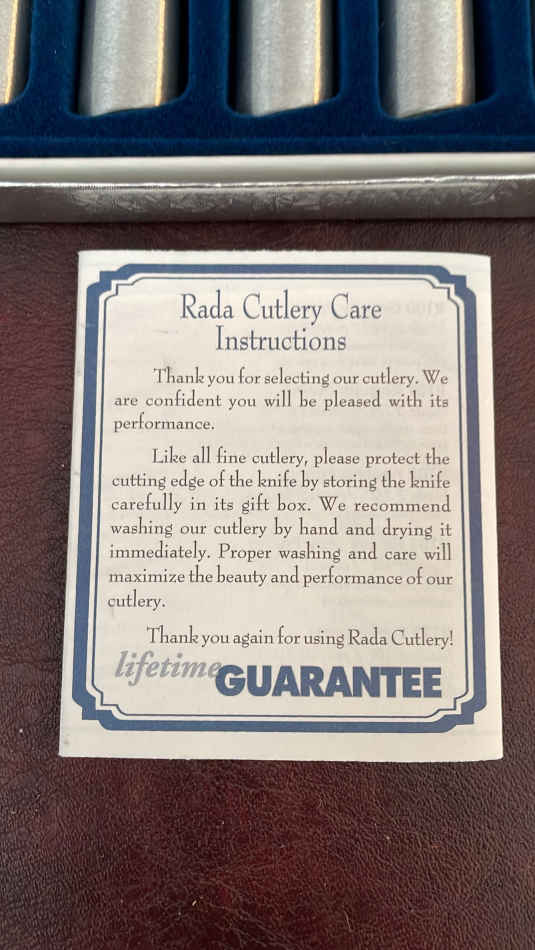 Rada Cutlery Care
Instructions
Thank you for selecting our cutlery. We
are confident you will be pleased with its
performance.
Like all fine cutlery, please protect the
cutting edge of the knife by storing the knife
carefully in its gift box. We recommend
washing our cutlery by hand and drying it
immediately. Proper washing and care will
maximize the beauty and performance of our
cutlery.
Thank you again for using Rada Cutlery!
lifetime GUARANTEE